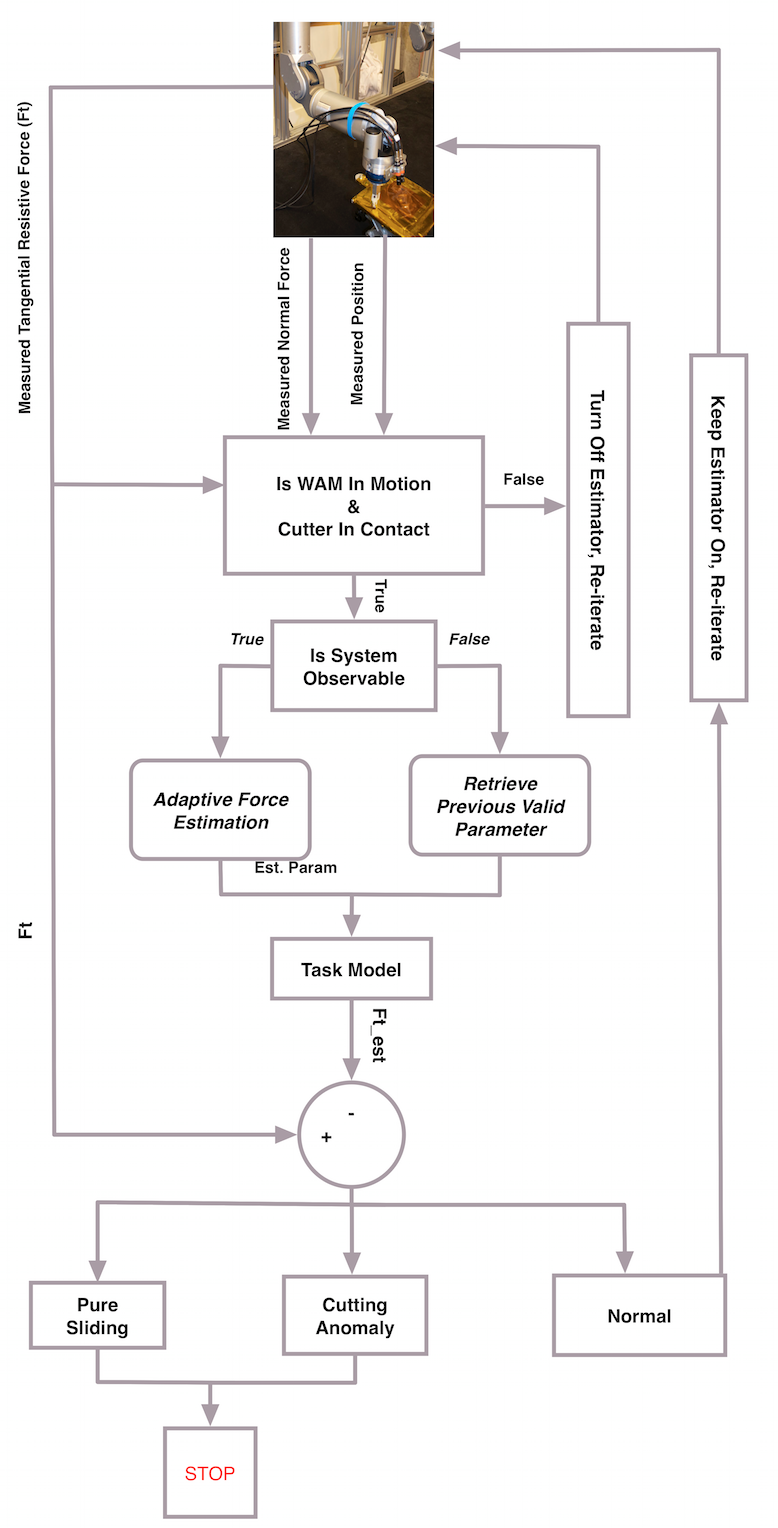 Measured Tangential Resistive Force (Ft)
Measured Normal Force
Measured Position
Is WAM In Motion
&
Cutter In Contact
False
Turn Off Estimator, Re-iterate
Keep Estimator On, Re-iterate
True
Is System
Observable
True
False
Adaptive Force
Estimation
Retrieve
Previous Valid
Parameter
Est. Param
Task Model
Ft
Ft_est
-
+
Pure
Sliding
Cutting
Anomaly
Normal
STOP